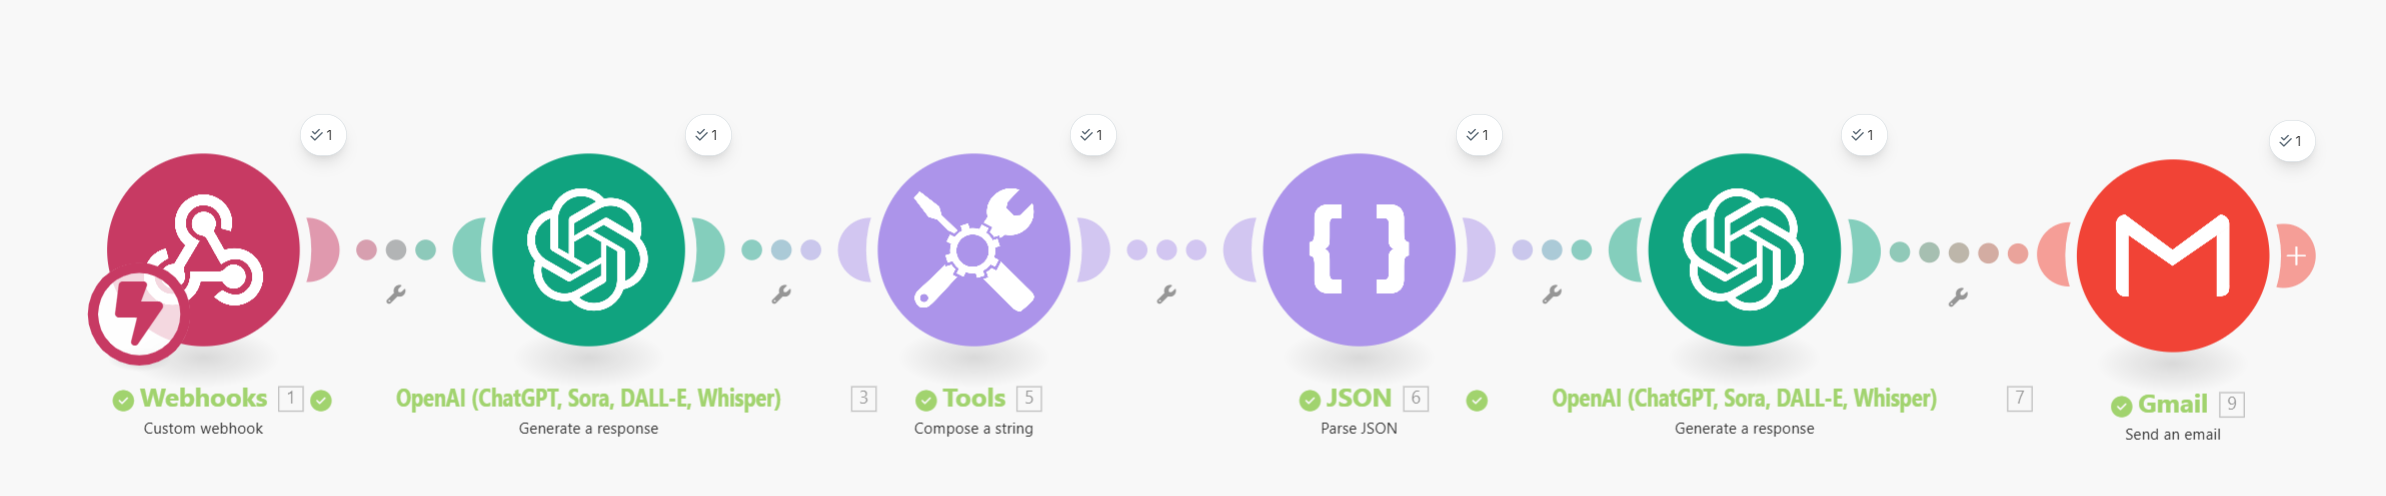 1
1
1
1
1
1
Webhooks 1
Custom webhook
OpenAI (ChatGPT, Sora, DALL-E, Whisper) 3
Generate a response
Tools 5
Compose a string
JSON 6
Parse JSON
OpenAI (ChatGPT, Sora, DALL-E, Whisper) 7
Generate a response
Gmail 9
Send an email